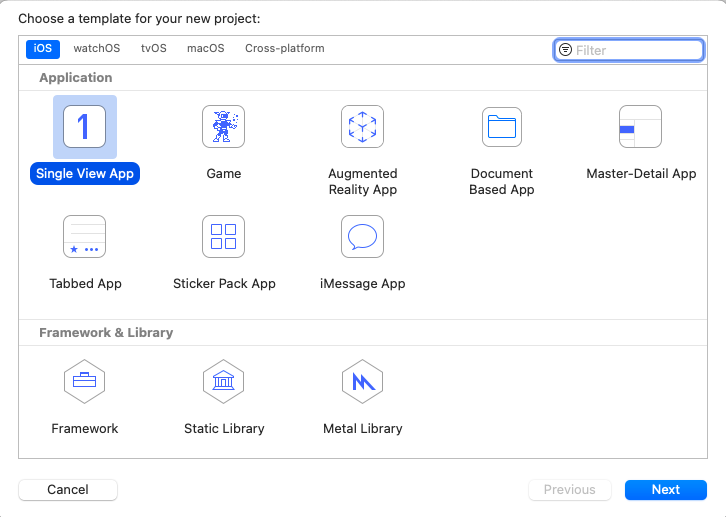 Choose a template for your new project:
iOS watchOS tvOS macOS Cross-platform Filter
Application
1
Single View App Game Augmented Reality App Document Based App Master-Detail App
Tabbed App Sticker Pack App iMessage App
Framework & Library
Framework Static Library Metal Library
Cancel Previous Next